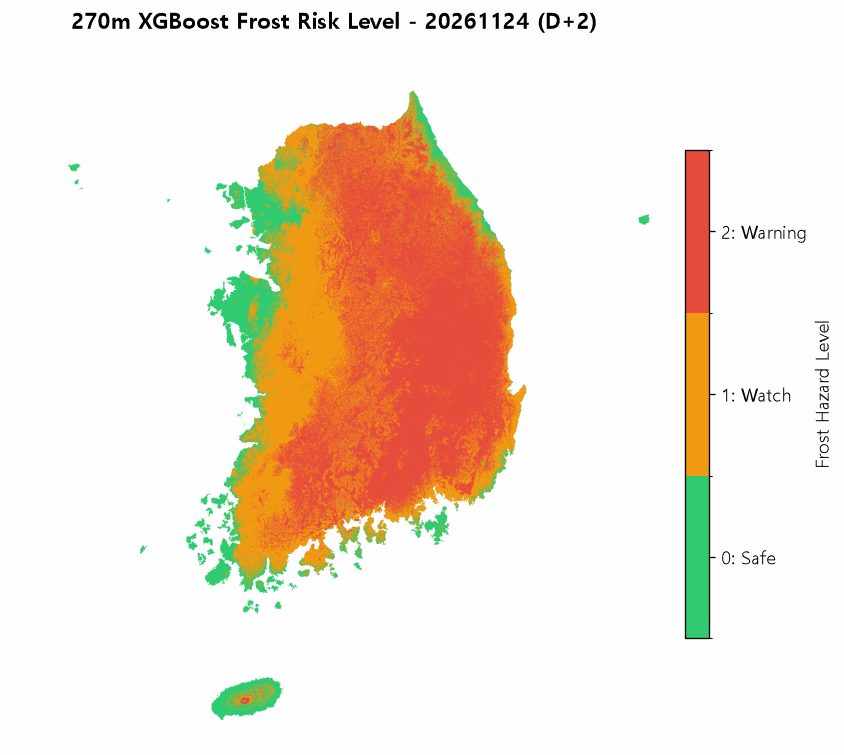 270m XGBoost Frost Risk Level - 20261124 (D+2)
2: Warning
1: Watch
0: Safe
Frost Hazard Level